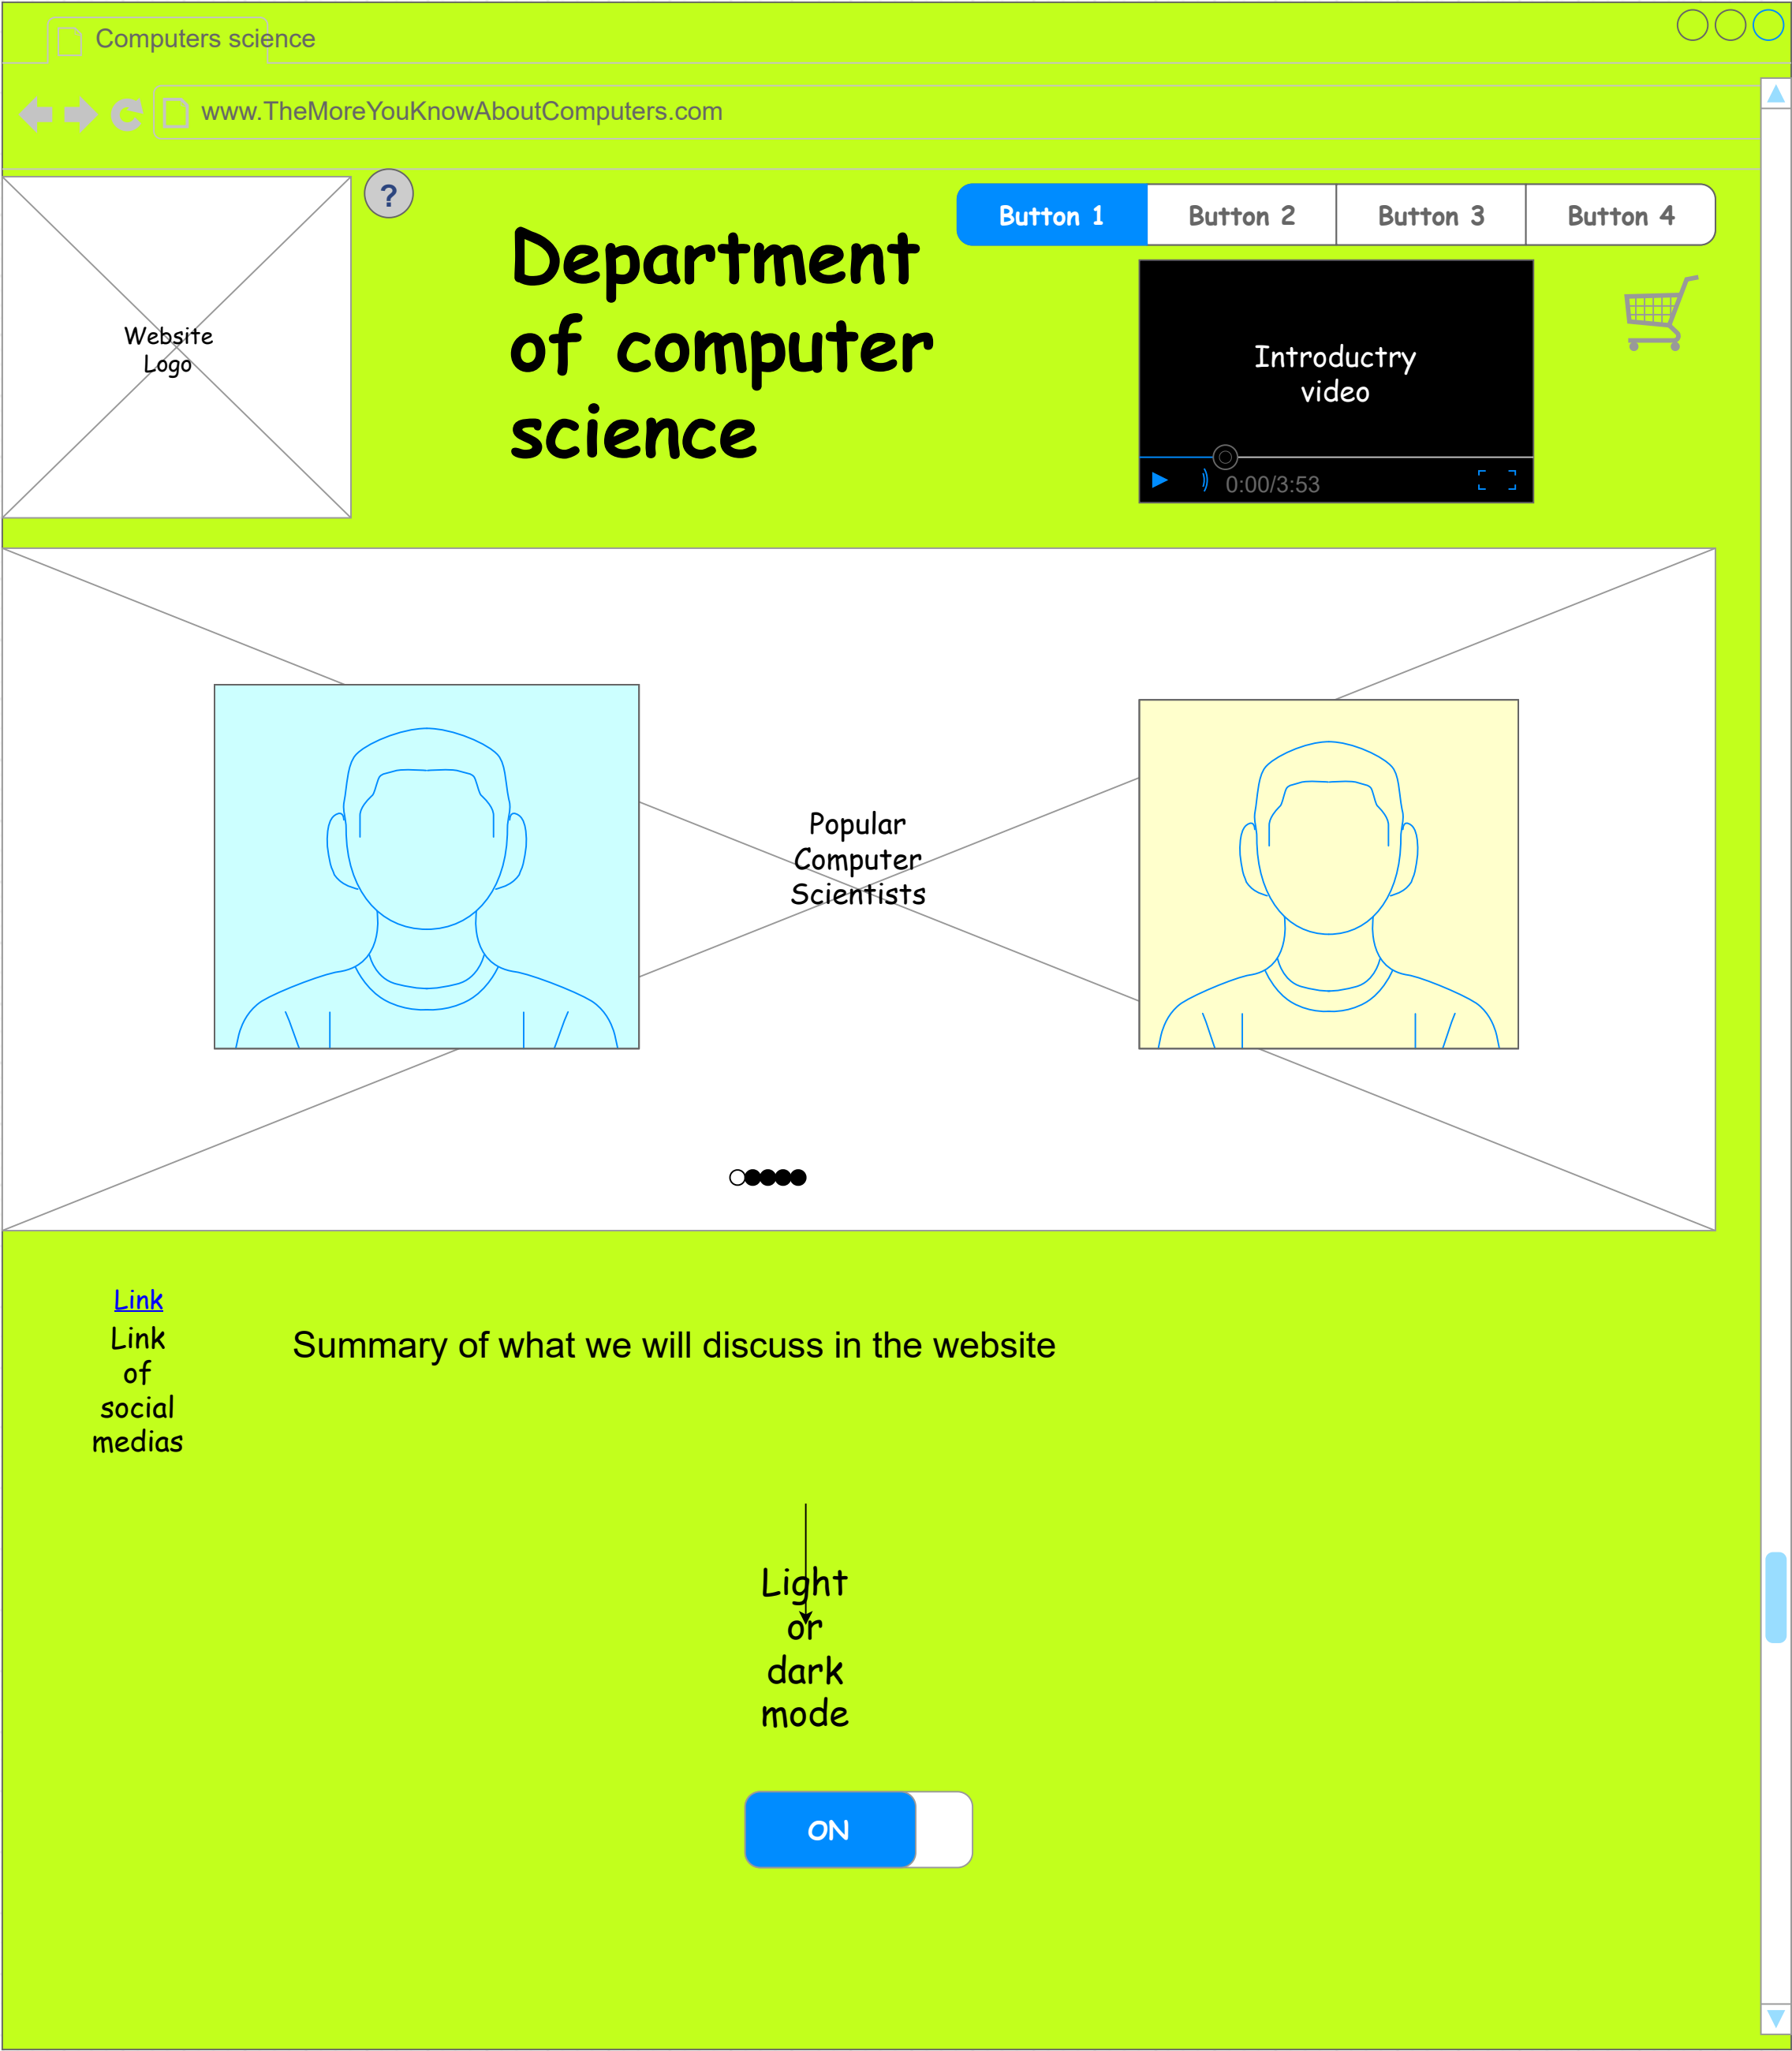 Computers science
www.TheMoreYouKnowAboutComputers.com
?
Button 1
Button 2
Button 3
Button 4
Website
Logo
Department
of computer
science
Introductry
video
0:00/3:53
Popular
Computer
Scientists
Link
Link
of
social
medias
Summary of what we will discuss in the website
Light
or
dark
mode
ON